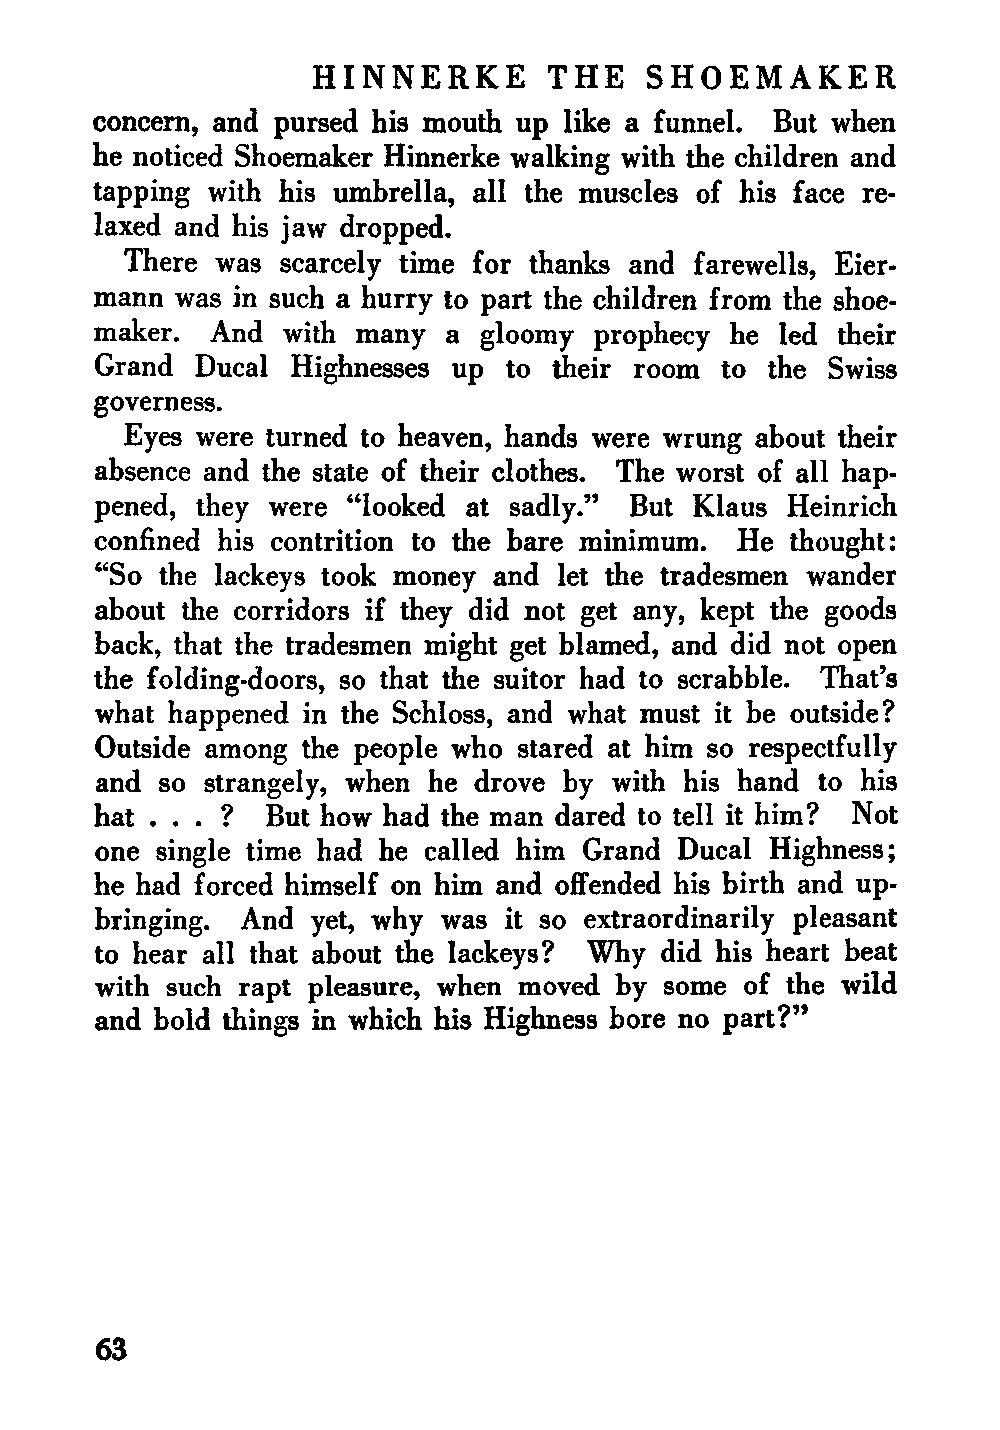 HINNERKE THE SHOEMAKER
concern, and pursed his mouth up like a funnel. But when
he noticed Shoemaker Hinnerke walking with the children and
tapping with his umbrella, all the muscles of his face re-
laxed and his jaw dropped.
There was scarcely time for thanks and farewells, Eier-
mann was in such a hurry to part the children from the shoe-
maker. And with many a gloomy prophecy he led their
Grand Ducal Highnesses up to their room to the Swiss
governess.
Eyes were turned to heaven, hands were wrung about their
absence and the state of their clothes. The worst of all hap-
pened, they were “looked at sadly.” But Klaus Heinrich
confined his contrition to the bare minimum. He thought:
“So the lackeys took money and let the tradesmen wander
about the corridors if they did not get any, kept the goods
back, that the tradesmen might get blamed, and did not open
the folding-doors, so that the suitor had to scrabble. That’s
what happened in the Schloss, and what must it be outside?
Outside among the people who stared at him so respectfully
and so strangely, when he drove by with his hand to his
hat . . . ? But how had the man dared to tell it him? Not
one single time had he called him Grand Ducal Highness;
he had forced himself on him and offended his birth and up-
bringing. And yet, why was it so extraordinarily pleasant
to hear all that about the lackeys? Why did his heart beat
with such rapt pleasure, when moved by some of the wild
and bold things in which his Highness bore no part?”
63